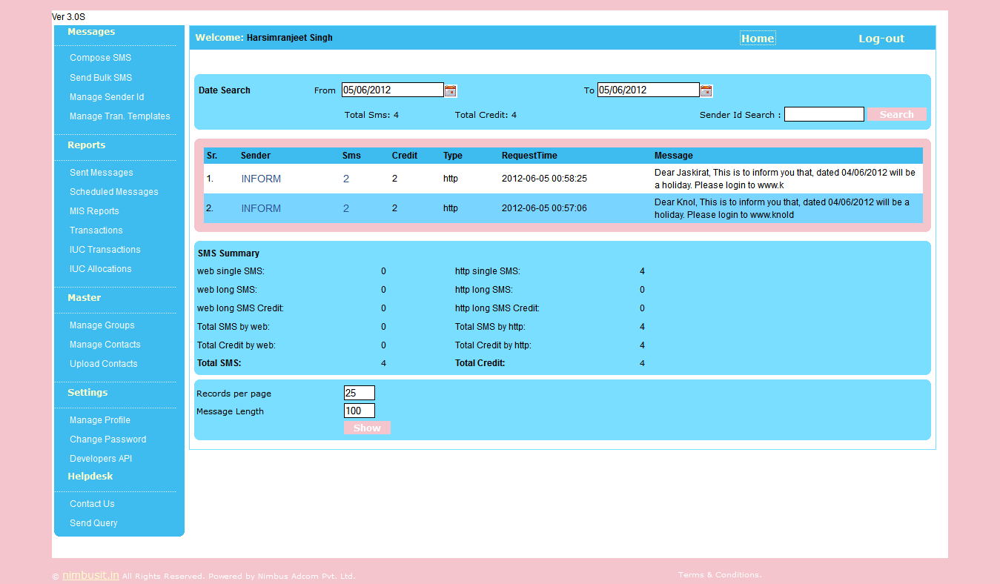 Ver 3.0S
Messages
Compose SMS
Send Bulk SMS
Manage Sender Id
Manage Tran. Templates
Reports
Sent Messages
Scheduled Messages
MIS Reports
Transactions
IUC Transactions
IUC Allocations
Master
Manage Groups
Manage Contacts
Upload Contacts
Settings
Manage Profile
Change Password
Developers API
Helpdesk
Contact Us
Send Query
Welcome: Harsimranjeet Singh Home Log-out
Date Search From 05/06/2012 To 05/06/2012
Total Sms: 4 Total Credit: 4 Sender Id Search : Search
Sr. Sender Sms Credit Type RequestTime Message
1. INFORM 2 2 http 2012-06-05 00:58:25 Dear Jaskirat, This is to inform you that, dated 04/06/2012 will be
a holiday. Please login to www.k
2. INFORM 2 2 http 2012-06-05 00:57:06 Dear Knol, This is to inform you that, dated 04/06/2012 will be a
holiday. Please login to www.knold
SMS Summary
web single SMS: 0 http single SMS: 4
web long SMS: 0 http long SMS: 0
web long SMS Credit: 0 http long SMS Credit: 0
Total SMS by web: 0 Total SMS by http: 4
Total Credit by web: 0 Total Credit by http: 4
Total SMS: 4 Total Credit: 4
Records per page 25
Message Length 100
Show
© nimbusit.in All Rights Reserved. Powered by Nimbus Adcom Pvt. Ltd. Terms & Conditions.